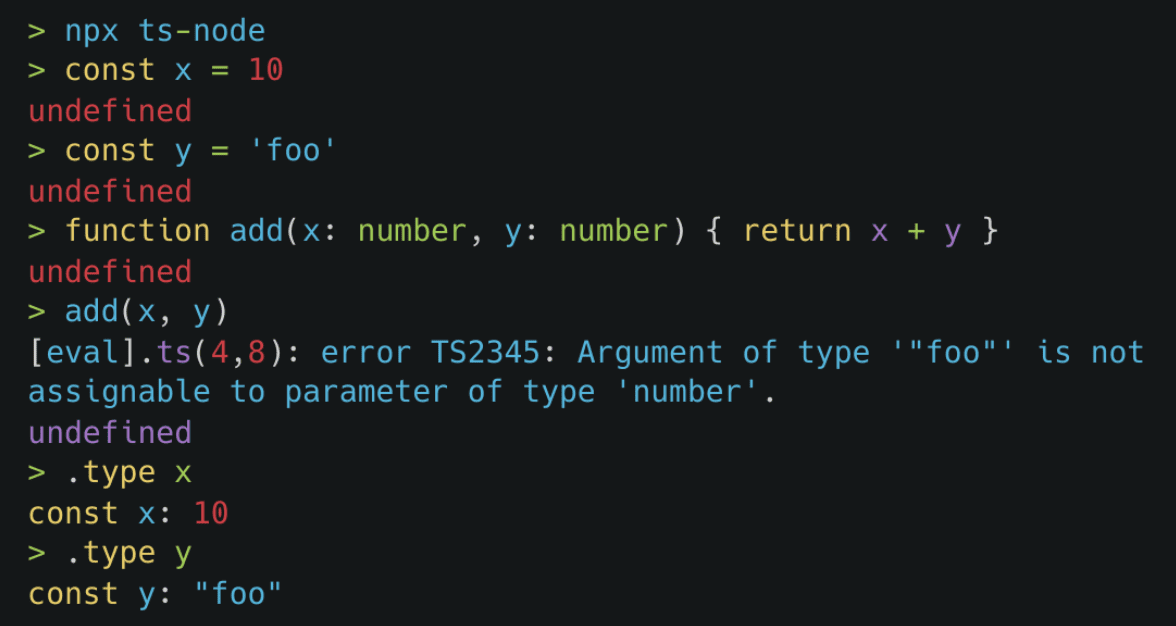 > npx ts-node
> const x = 10
undefined
> const y = 'foo'
undefined
> function add(x: number, y: number) { return x + y }
undefined
> add(x, y)
[eval].ts(4,8): error TS2345: Argument of type '"foo"' is not
assignable to parameter of type 'number'.
undefined
> .type x
const x: 10
> .type y
const y: "foo"